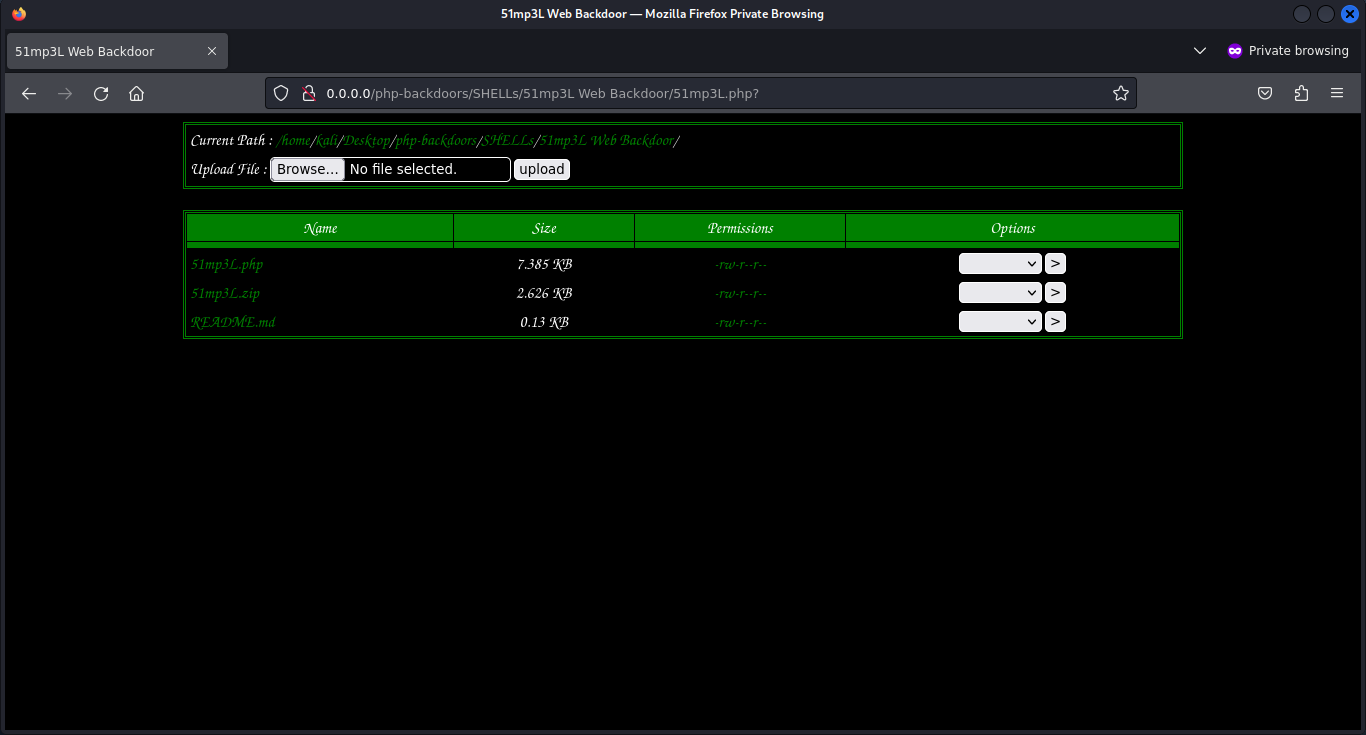 51mp3L Web Backdoor — Mozilla Firefox Private Browsing
51mp3L Web Backdoor
Private browsing
0.0.0.0/php-backdoors/SHELLs/51mp3L Web Backdoor/51mp3L.php?
Current Path : /home/kali/Desktop/php-backdoors/SHELLs/51mp3L Web Backdoor/
Upload File : Browse... No file selected. upload
Name Size Permissions Options
51mp3L.php 7.385 KB -rw-r--r-- >
51mp3L.zip 2.626 KB -rw-r--r-- >
README.md 0.13 KB -rw-r--r-- >